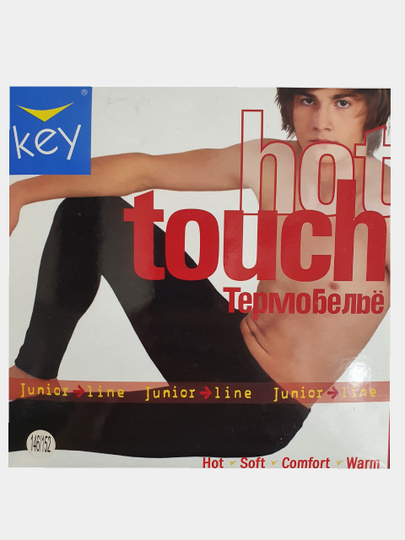 ®
key
hot
touch
Термобельё
Junior→line Junior→line Junior→line
146/152
Hot Soft Comfort Warm